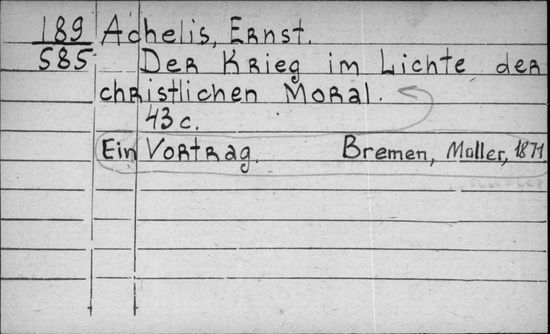 189 Achelis, Ernst.
585 Der Krieg im Lichte der
christlichen Moral.
43 c.
Ein Vortrag. Bremen, Müller, 1871